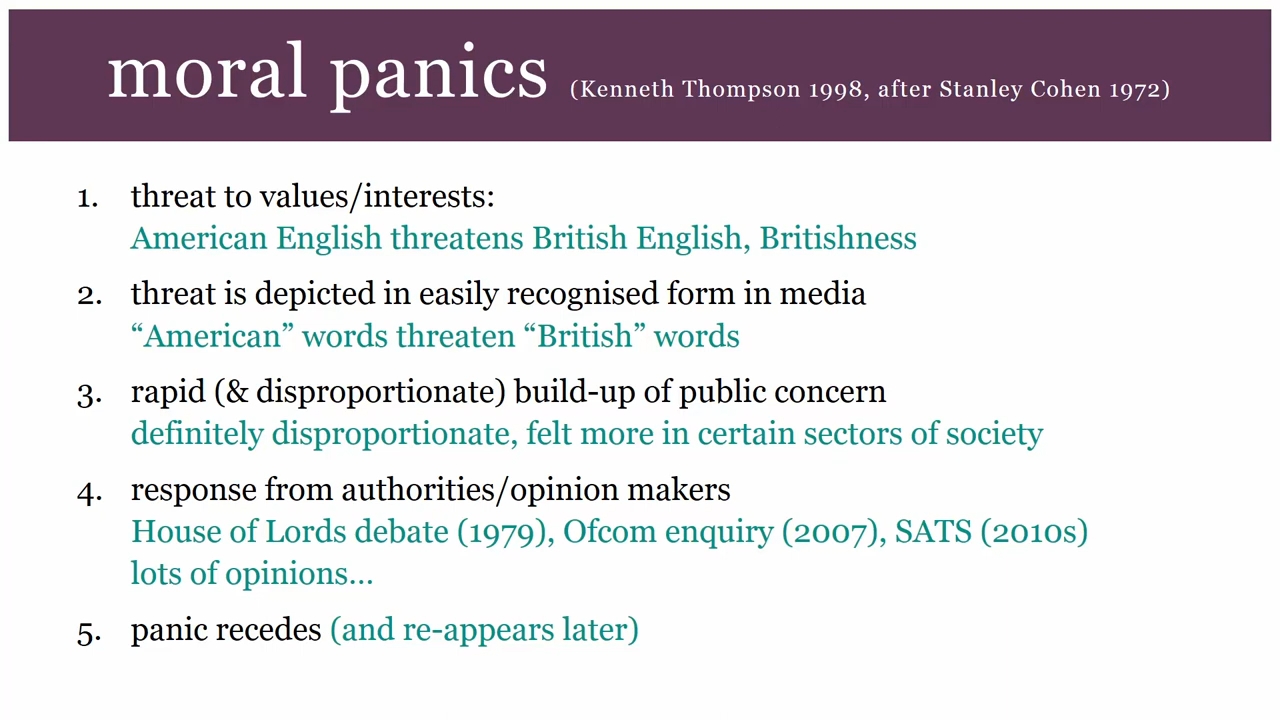 moral panics (Kenneth Thompson 1998, after Stanley Cohen 1972)
1. threat to values/interests:
American English threatens British English, Britishness
2. threat is depicted in easily recognised form in media
“American” words threaten “British” words
3. rapid (& disproportionate) build-up of public concern
definitely disproportionate, felt more in certain sectors of society
4. response from authorities/opinion makers
House of Lords debate (1979), Ofcom enquiry (2007), SATS (2010s)
lots of opinions…
5. panic recedes (and re-appears later)